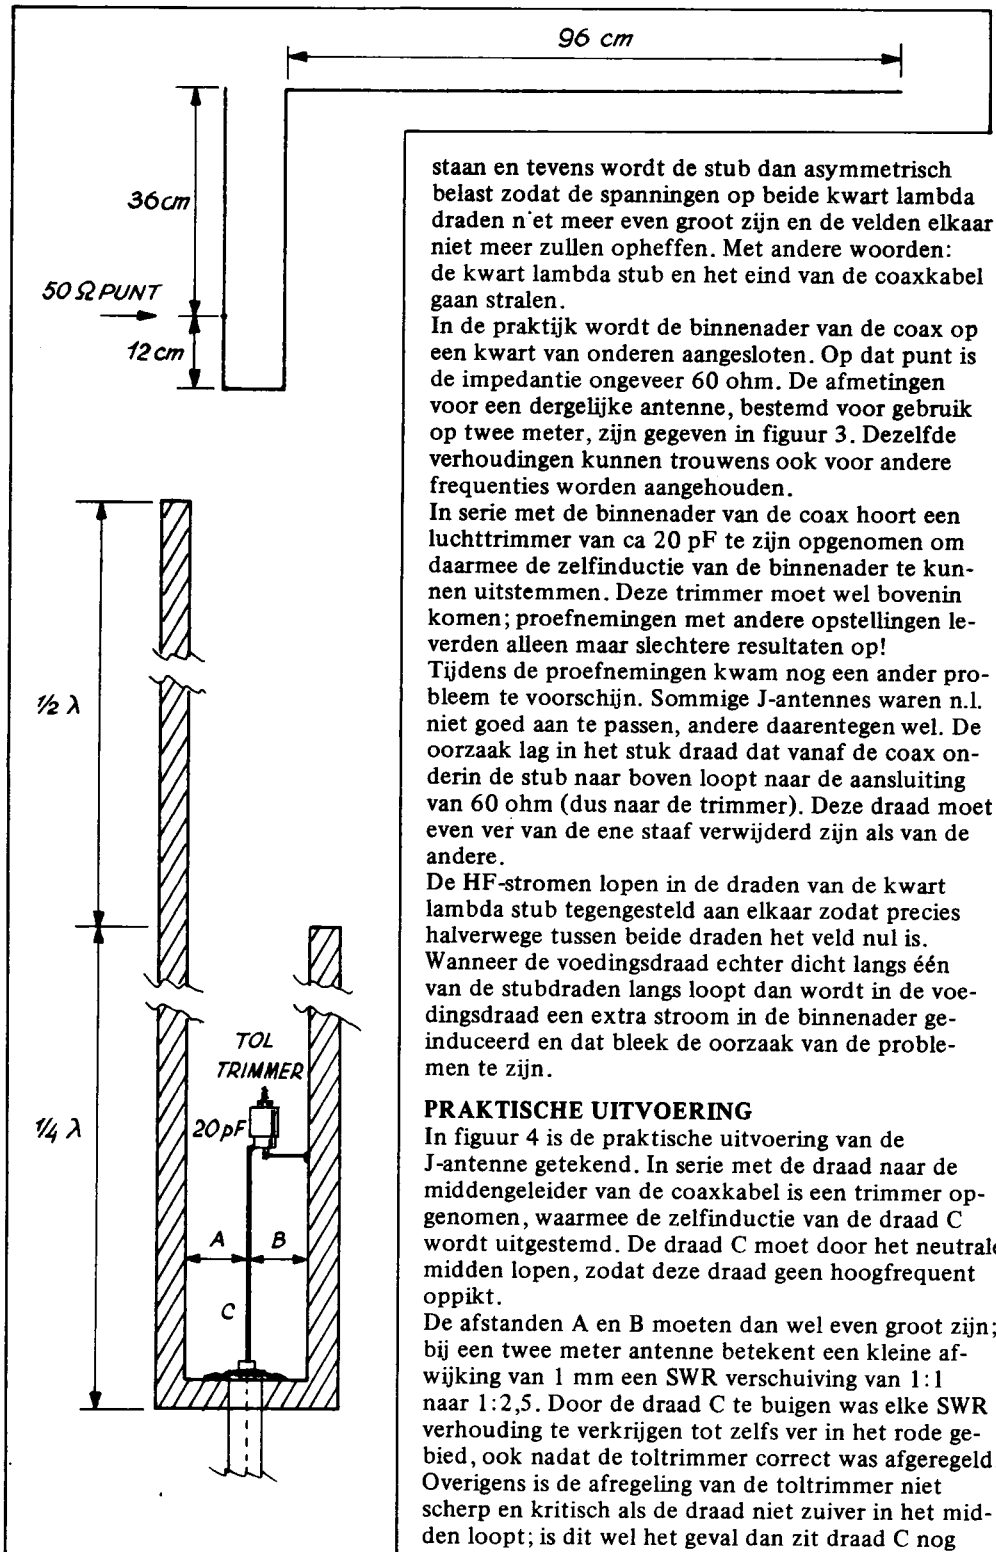 96 cm
36cm
50 Ω PUNT
12 cm
½ λ
¼ λ
TOL
TRIMMER
20 pF
A
B
C
staan en tevens wordt de stub dan asymmetrisch
belast zodat de spanningen op beide kwart lambda
draden n'et meer even groot zijn en de velden elkaar
niet meer zullen opheffen. Met andere woorden:
de kwart lambda stub en het eind van de coaxkabel
gaan stralen.
In de praktijk wordt de binnenader van de coax op
een kwart van onderen aangesloten. Op dat punt is
de impedantie ongeveer 60 ohm. De afmetingen
voor een dergelijke antenne, bestemd voor gebruik
op twee meter, zijn gegeven in figuur 3. Dezelfde
verhoudingen kunnen trouwens ook voor andere
frequenties worden aangehouden.
In serie met de binnenader van de coax hoort een
luchttrimmer van ca 20 pF te zijn opgenomen om
daarmee de zelfinductie van de binnenader te kun-
nen uitstemmen. Deze trimmer moet wel bovenin
komen; proefnemingen met andere opstellingen le-
verden alleen maar slechtere resultaten op!
Tijdens de proefnemingen kwam nog een ander pro-
bleem te voorschijn. Sommige J-antennes waren n.l.
niet goed aan te passen, andere daarentegen wel. De
oorzaak lag in het stuk draad dat vanaf de coax on-
derin de stub naar boven loopt naar de aansluiting
van 60 ohm (dus naar de trimmer). Deze draad moet
even ver van de ene staaf verwijderd zijn als van de
andere.
De HF-stromen lopen in de draden van de kwart
lambda stub tegengesteld aan elkaar zodat precies
halverwege tussen beide draden het veld nul is.
Wanneer de voedingsdraad echter dicht langs één
van de stubdraden langs loopt dan wordt in de voe-
dingsdraad een extra stroom in de binnenader ge-
induceerd en dat bleek de oorzaak van de proble-
men te zijn.
PRAKTISCHE UITVOERING
In figuur 4 is de praktische uitvoering van de
J-antenne getekend. In serie met de draad naar de
middengeleider van de coaxkabel is een trimmer op-
genomen, waarmee de zelfinductie van de draad C
wordt uitgestemd. De draad C moet door het neutrale
midden lopen, zodat deze draad geen hoogfrequent
oppikt.
De afstanden A en B moeten dan wel even groot zijn;
bij een twee meter antenne betekent een kleine af-
wijking van 1 mm een SWR verschuiving van 1:1
naar 1:2,5. Door de draad C te buigen was elke SWR
verhouding te verkrijgen tot zelfs ver in het rode ge-
bied, ook nadat de toltrimmer correct was afgeregeld
Overigens is de afregeling van de toltrimmer niet
scherp en kritisch als de draad niet zuiver in het mid-
den loopt; is dit wel het geval dan zit draad C nog